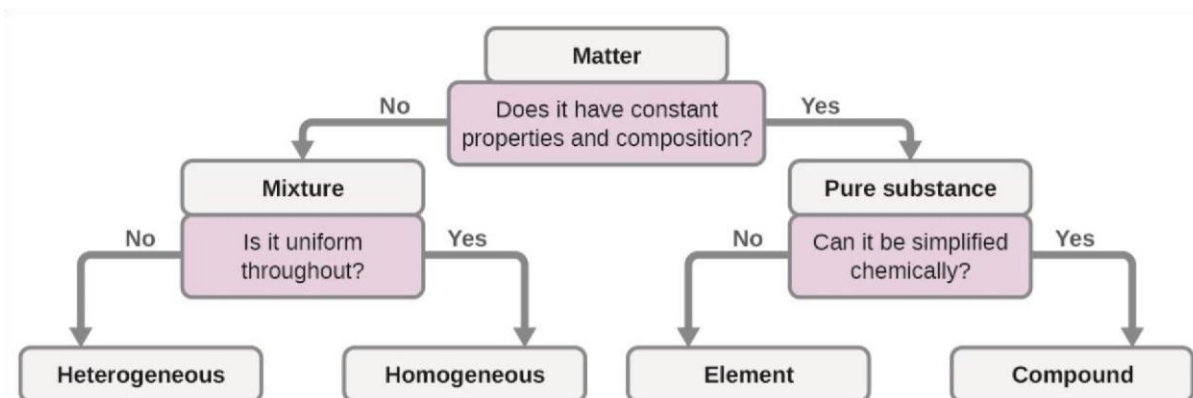 Matter
No
Does it have constant
properties and composition?
Yes
Mixture
Pure substance
No
Is it uniform
throughout?
Yes
No
Can it be simplified
chemically?
Yes
Heterogeneous
Homogeneous
Element
Compound